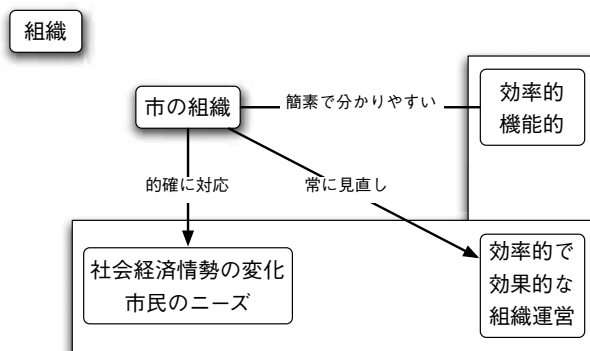 組織
市の組織
簡素で分かりやすい
効率的
機能的
的確に対応
常に見直し
社会経済情勢の変化
市民のニーズ
効率的で
効果的な
組織運営